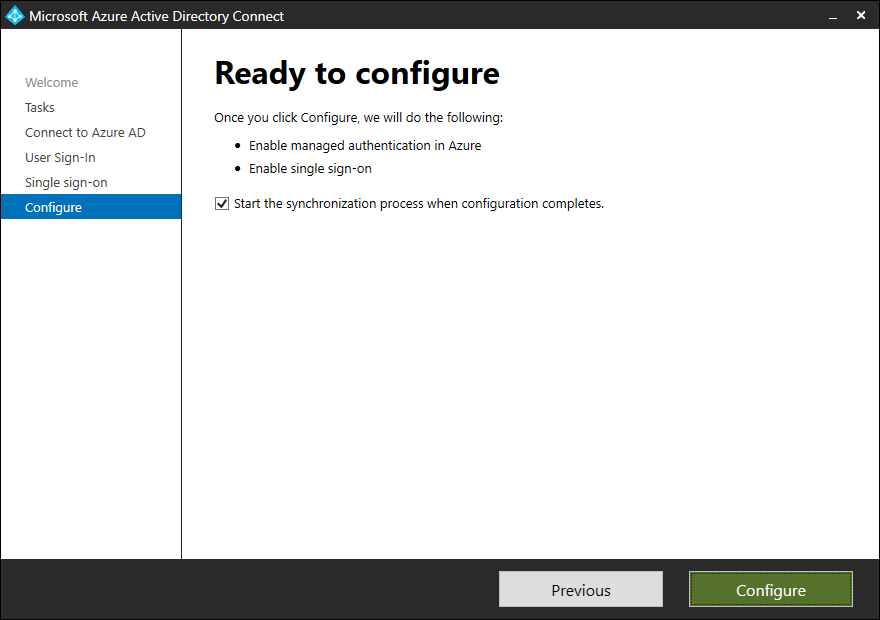 Microsoft Azure Active Directory Connect
Welcome
Tasks
Connect to Azure AD
User Sign-In
Single sign-on
Configure
Ready to configure
Once you click Configure, we will do the following:
• Enable managed authentication in Azure
• Enable single sign-on
Start the synchronization process when configuration completes.
Previous
Configure